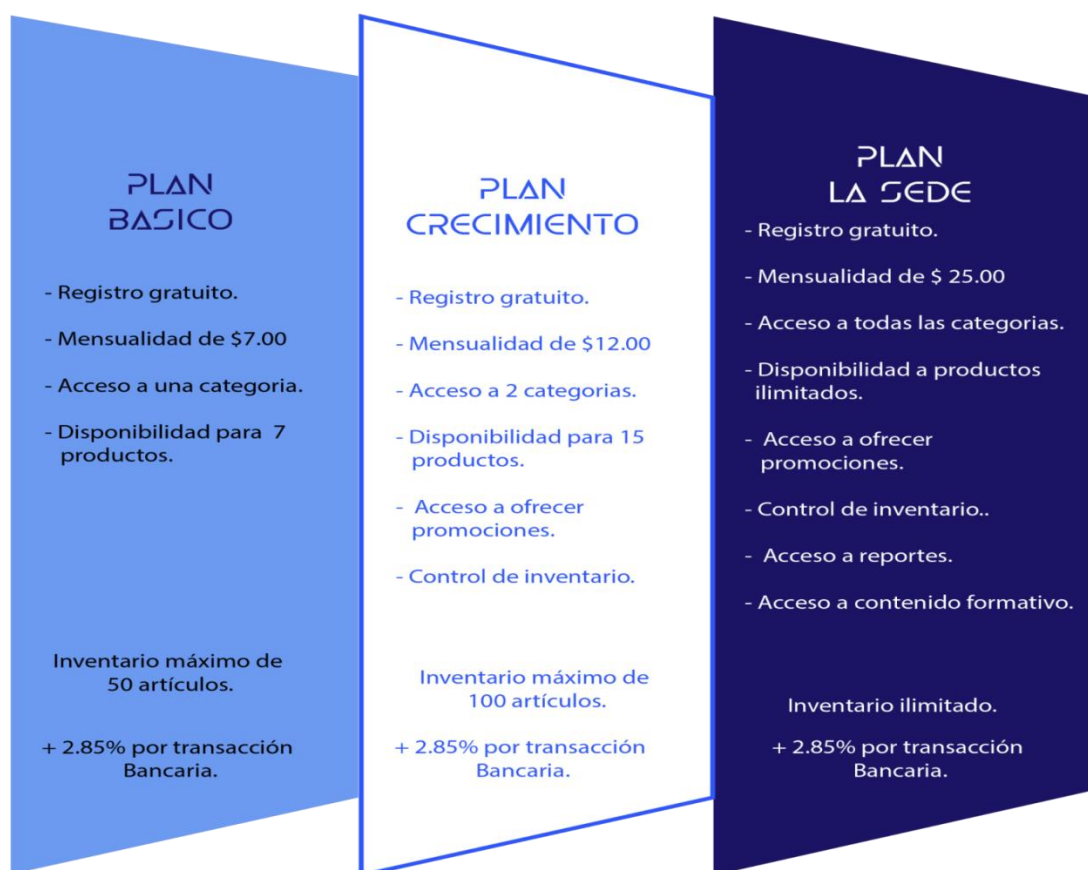 PLAN
BASICO
- Registro gratuito.
- Mensualidad de $7.00
- Acceso a una categoria.
- Disponibilidad para 7
productos.
Inventario máximo de
50 artículos.
+ 2.85% por transacción
Bancaria.
PLAN
CRECIMIENTO
- Registro gratuito.
- Mensualidad de $12.00
- Acceso a 2 categorias.
- Disponibilidad para 15
productos.
- Acceso a ofrecer
promociones.
- Control de inventario.
Inventario máximo de
100 artículos.
+ 2.85% por transacción
Bancaria.
PLAN
LA SEDE
- Registro gratuito.
- Mensualidad de $ 25.00
- Acceso a todas las categorias.
- Disponibilidad a productos
ilimitados.
- Acceso a ofrecer
promociones.
- Control de inventario..
- Acceso a reportes.
- Acceso a contenido formativo.
Inventario ilimitado.
+ 2.85% por transacción
Bancaria.